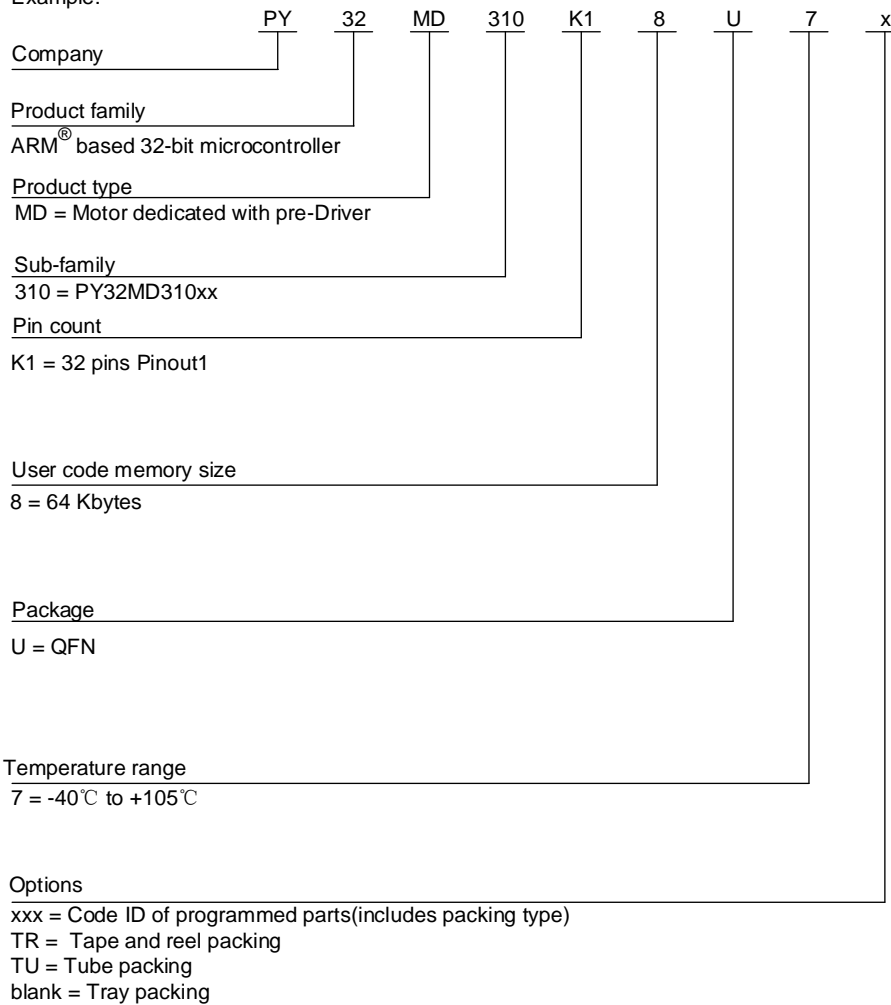 Example:
PY 32 MD 310 K1 8 U 7 x
Company
Product family
ARM® based 32-bit microcontroller
Product type
MD = Motor dedicated with pre-Driver
Sub-family
310 = PY32MD310xx
Pin count
K1 = 32 pins Pinout1
User code memory size
8 = 64 Kbytes
Package
U = QFN
Temperature range
7 = -40℃ to +105℃
Options
xxx = Code ID of programmed parts(includes packing type)
TR = Tape and reel packing
TU = Tube packing
blank = Tray packing